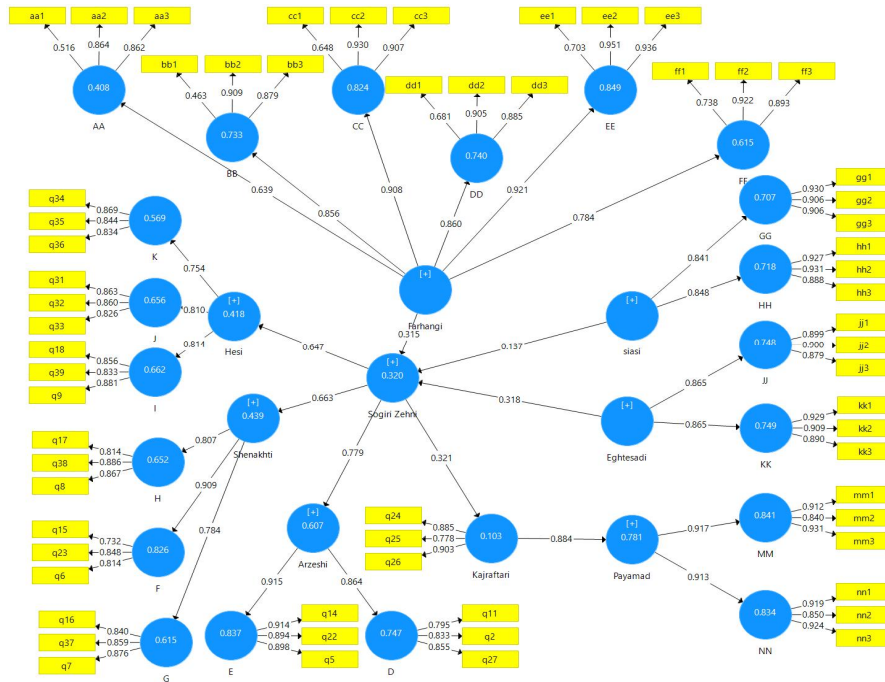 aa1 aa2 aa3
0.516 0.864 0.862
0.408
AA
bb1 bb2 bb3
0.463 0.909 0.879
0.733
BB
cc1 cc2 cc3
0.648 0.930 0.907
0.824
CC
dd1 dd2 dd3
0.681 0.905 0.885
0.740
DD
ee1 ee2 ee3
0.703 0.951 0.936
0.849
EE
ff1 ff2 ff3
0.738 0.922 0.893
0.615
FF
0.639
0.856
0.908
0.860
0.921
0.784
[+]
Farhangi
0.315
gg1
gg2
gg3
0.930
0.906
0.906
0.707
GG
hh1
hh2
hh3
0.927
0.931
0.888
0.718
HH
0.841
0.848
[+]
siasi
0.137
jj1
jj2
jj3
0.899
0.900
0.879
0.748
JJ
kk1
kk2
kk3
0.929
0.909
0.890
0.749
KK
0.865
0.865
[+]
Eghtesadi
0.318
q34
q35
q36
0.869
0.844
0.834
0.569
K
q31
q32
q33
0.863
0.860
0.826
0.656
J
q18
q39
q9
0.856
0.833
0.881
0.662
I
0.754
0.810
0.814
[+]
0.418
Hesi
0.647
[+]
0.320
Sogiri Zehni
0.663
[+]
0.439
Shenakhti
0.807
0.909
0.784
q17
q38
q8
0.814
0.886
0.867
0.652
H
q15
q23
q6
0.732
0.848
0.814
0.826
F
q16
q37
q7
0.840
0.859
0.876
0.615
G
0.779
[+]
0.607
Arzeshi
0.915
0.864
0.837
E
0.914
0.894
0.898
q14
q22
q5
0.747
D
0.795
0.833
0.855
q11
q2
q27
0.321
q24
q25
q26
0.885
0.778
0.903
0.103
Kajraftari
0.884
[+]
0.781
Payamad
0.917
0.913
0.841
MM
0.912
0.840
0.931
mm1
mm2
mm3
0.834
NN
0.919
0.850
0.924
nn1
nn2
nn3